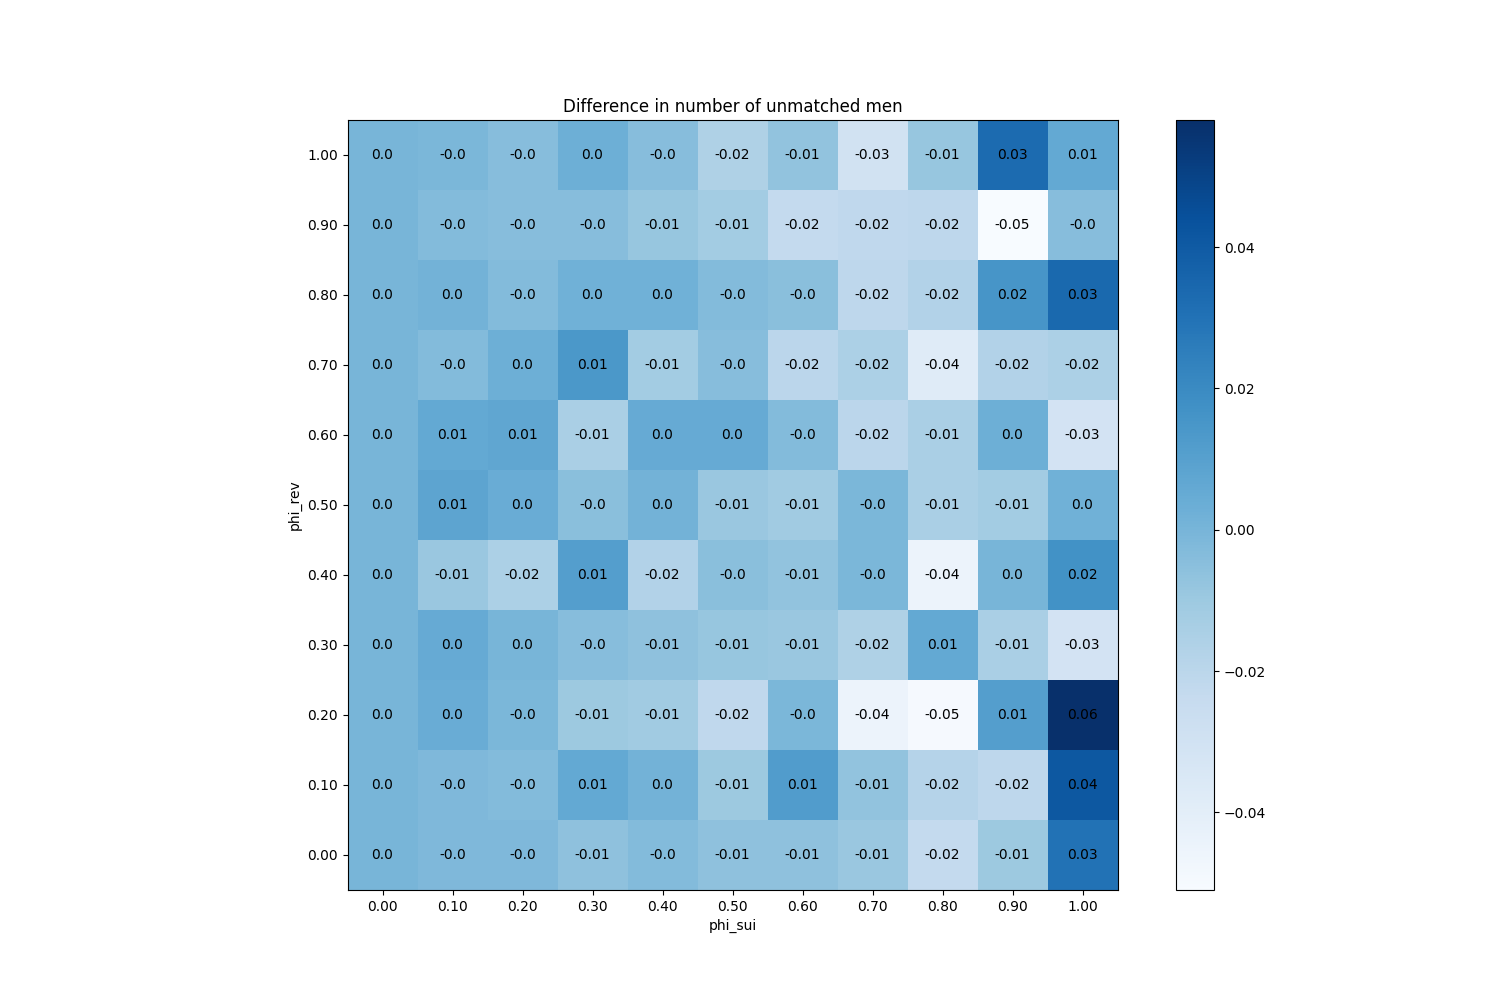 Difference in number of unmatched men
1.00 0.0 -0.0 -0.0 0.0 -0.0 -0.02 -0.01 -0.03 -0.01 0.03 0.01
0.90 0.0 -0.0 -0.0 -0.0 -0.01 -0.01 -0.02 -0.02 -0.02 -0.05 -0.0
0.80 0.0 0.0 -0.0 0.0 0.0 -0.0 -0.0 -0.02 -0.02 0.02 0.03
0.70 0.0 -0.0 0.0 0.01 -0.01 -0.0 -0.02 -0.02 -0.04 -0.02 -0.02
0.60 0.0 0.01 0.01 -0.01 0.0 0.0 -0.0 -0.02 -0.01 0.0 -0.03
0.50 0.0 0.01 0.0 -0.0 0.0 -0.01 -0.01 -0.0 -0.01 -0.01 0.0
0.40 0.0 -0.01 -0.02 0.01 -0.02 -0.0 -0.01 -0.0 -0.04 0.0 0.02
0.30 0.0 0.0 0.0 -0.0 -0.01 -0.01 -0.01 -0.02 0.01 -0.01 -0.03
0.20 0.0 0.0 -0.0 -0.01 -0.01 -0.02 -0.0 -0.04 -0.05 0.01 0.06
0.10 0.0 -0.0 -0.0 0.01 0.0 -0.01 0.01 -0.01 -0.02 -0.02 0.04
0.00 0.0 -0.0 -0.0 -0.01 -0.0 -0.01 -0.01 -0.01 -0.02 -0.01 0.03
0.00 0.10 0.20 0.30 0.40 0.50 0.60 0.70 0.80 0.90 1.00
phi_sui
phi_rev
0.04
0.02
0.00
−0.02
−0.04